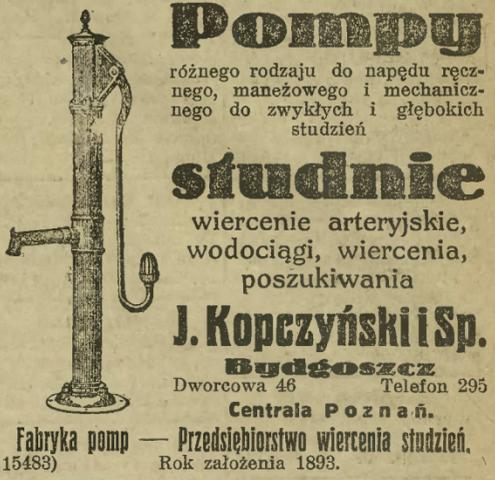 Pompy
różnego rodzaju do napędu ręcz-
nego, maneżowego i mechanicz-
nego do zwykłych i głębokich
studzień
studnie
wiercenie arteryjskie,
wodociągi, wiercenia,
poszukiwania
J. Kopczyński i Sp.
Bydgoszcz
Dworcowa 46 Telefon 295
Centrala Poznań.
Fabryka pomp — Przedsiębiorstwo wiercenia studzień.
15483) Rok założenia 1893.